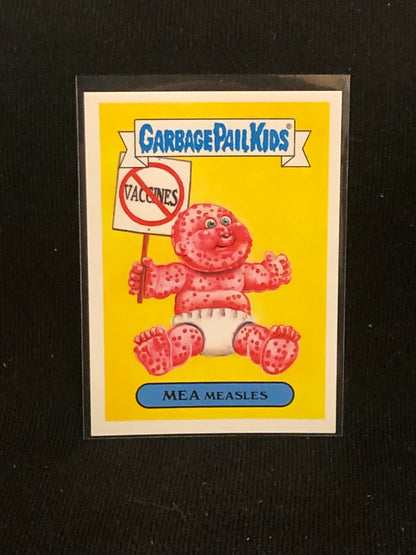 GARBAGE PAIL KIDS®
VACCINES
MEA MEASLES